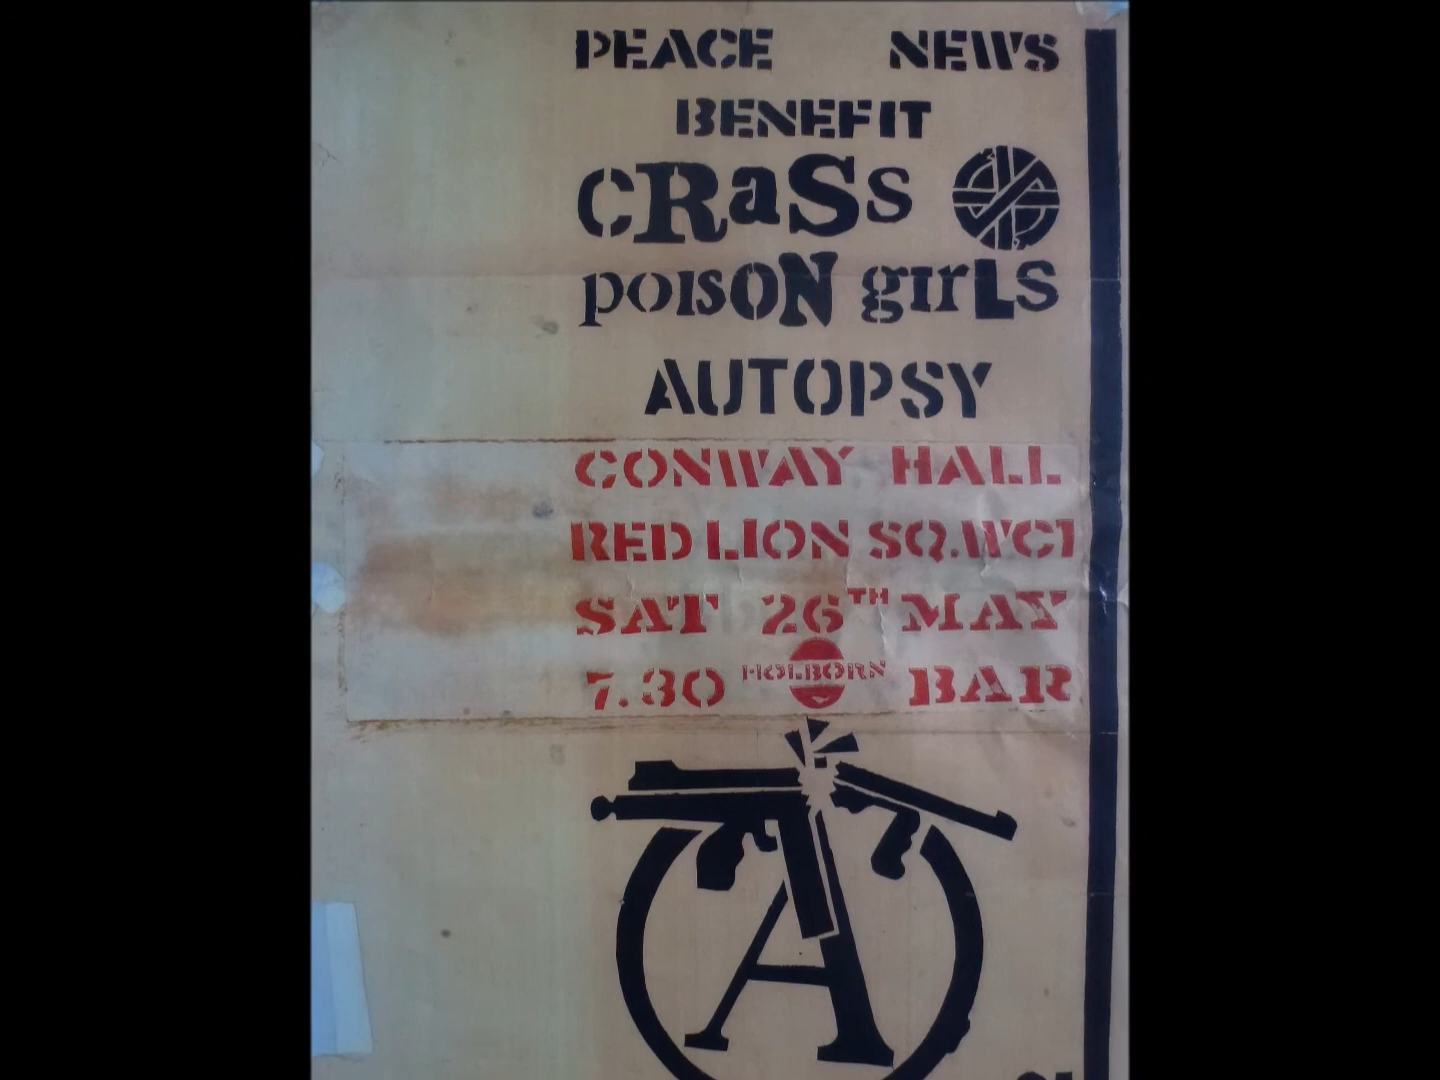 PEACE NEWS
BENEFIT
CRaSs
poisON girLS
AUTOPSY
CONWAY HALL
RED LION SQ.WC1
SAT 26TH MAY
7.30 HOLBORN BAR
A